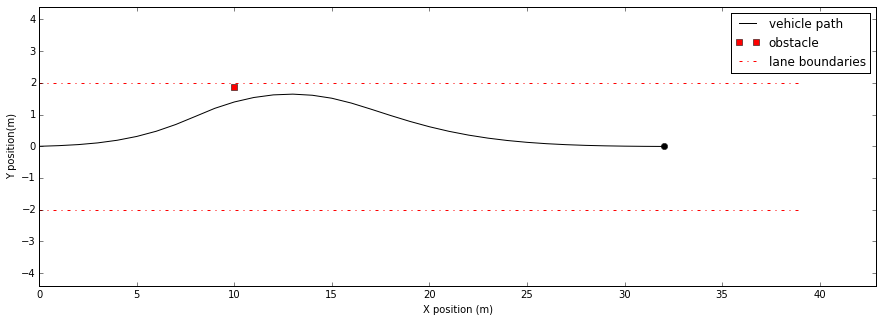 4
3
2
1
0
−1
−2
−3
−4
Y position(m)
vehicle path
obstacle
lane boundaries
0 5 10 15 20 25 30 35 40
X position (m)